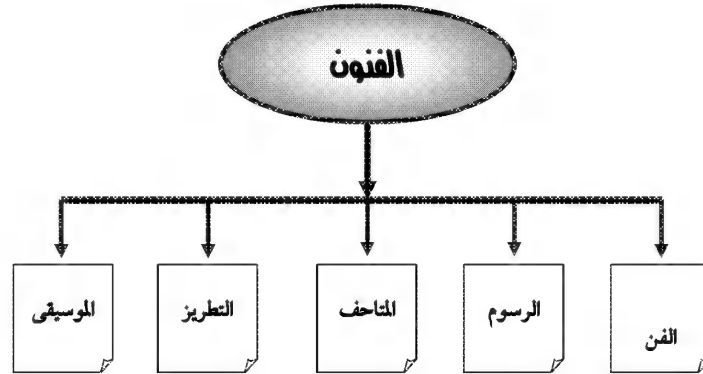 الفنون
الفن
الرسوم
المتاحف
التطريز
الموسيقى